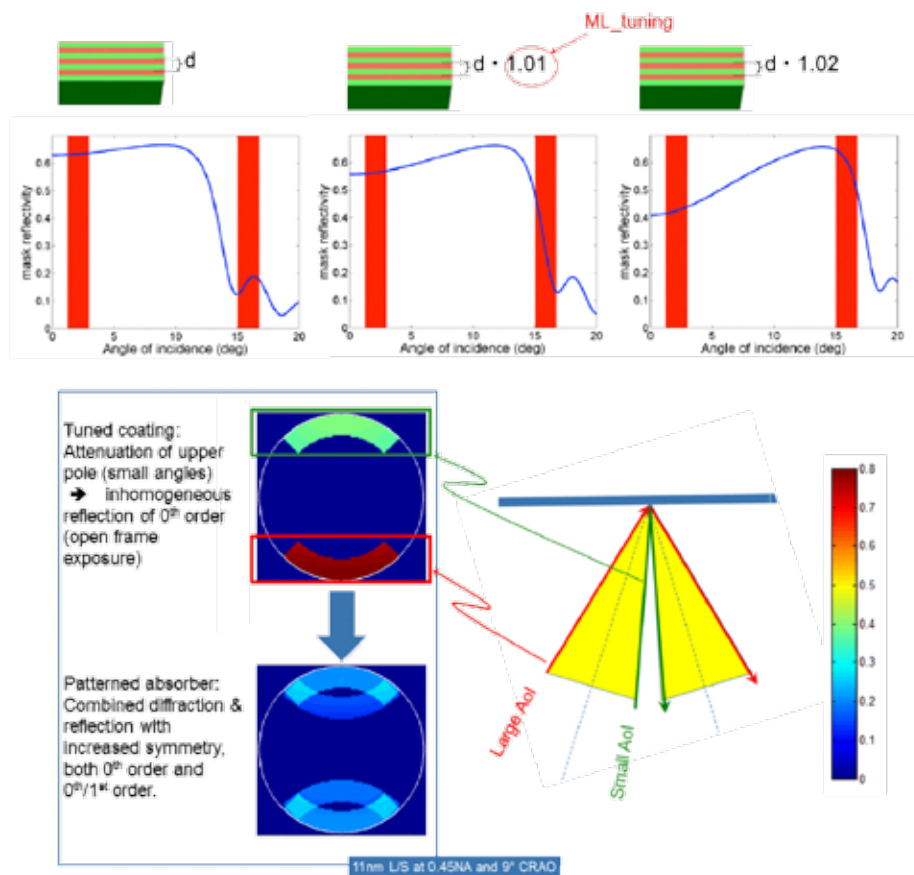 ML_tuning
d
d · 1.01
d · 1.02
mask reflectivity
0.6
0.5
0.4
0.3
0.2
0.1
0
0 5 10 15 20
Angle of incidence (deg)
mask reflectivity
0.6
0.5
0.4
0.3
0.2
0.1
0
0 5 10 15 20
Angle of incidence (deg)
mask reflectivity
0.6
0.5
0.4
0.3
0.2
0.1
0
0 5 10 15 20
Angle of incidence (deg)
Tuned coating:
Attenuation of upper
pole (small angles)
➔ inhomogeneous
reflection of 0th order
(open frame
exposure)
Patterned absorber:
Combined diffraction &
reflection with
increased symmetry,
both 0th order and
0th/1st order.
Large AoI
Small AoI
0.8
0.7
0.6
0.5
0.4
0.3
0.2
0.1
0
11nm L/S at 0.45NA and 9° CRAO